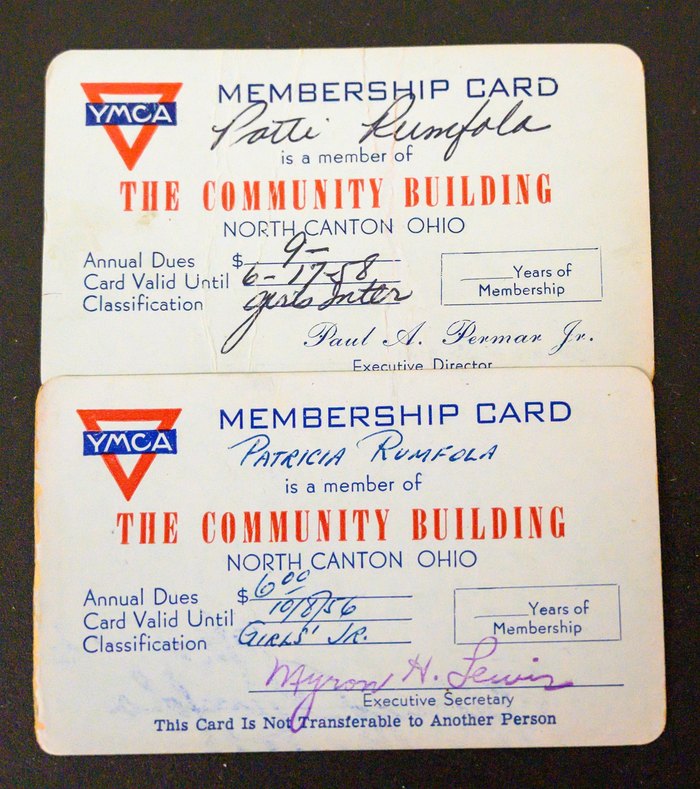 YMCA
MEMBERSHIP CARD
Patti Rumfola
is a member of
THE COMMUNITY BUILDING
NORTH CANTON OHIO
Annual Dues $ 9-
Card Valid Until 6-17-58
Classification Girls Inter
Years of
Membership
Paul A. Permar Jr.
Executive Director
YMCA
MEMBERSHIP CARD
PATRICIA RUMFOLA
is a member of
THE COMMUNITY BUILDING
NORTH CANTON OHIO
Annual Dues $ 6.00
Card Valid Until 10/8/56
Classification GIRLS' JR.
Years of
Membership
Myron H. Lewis
Executive Secretary
This Card Is Not Transferable to Another Person